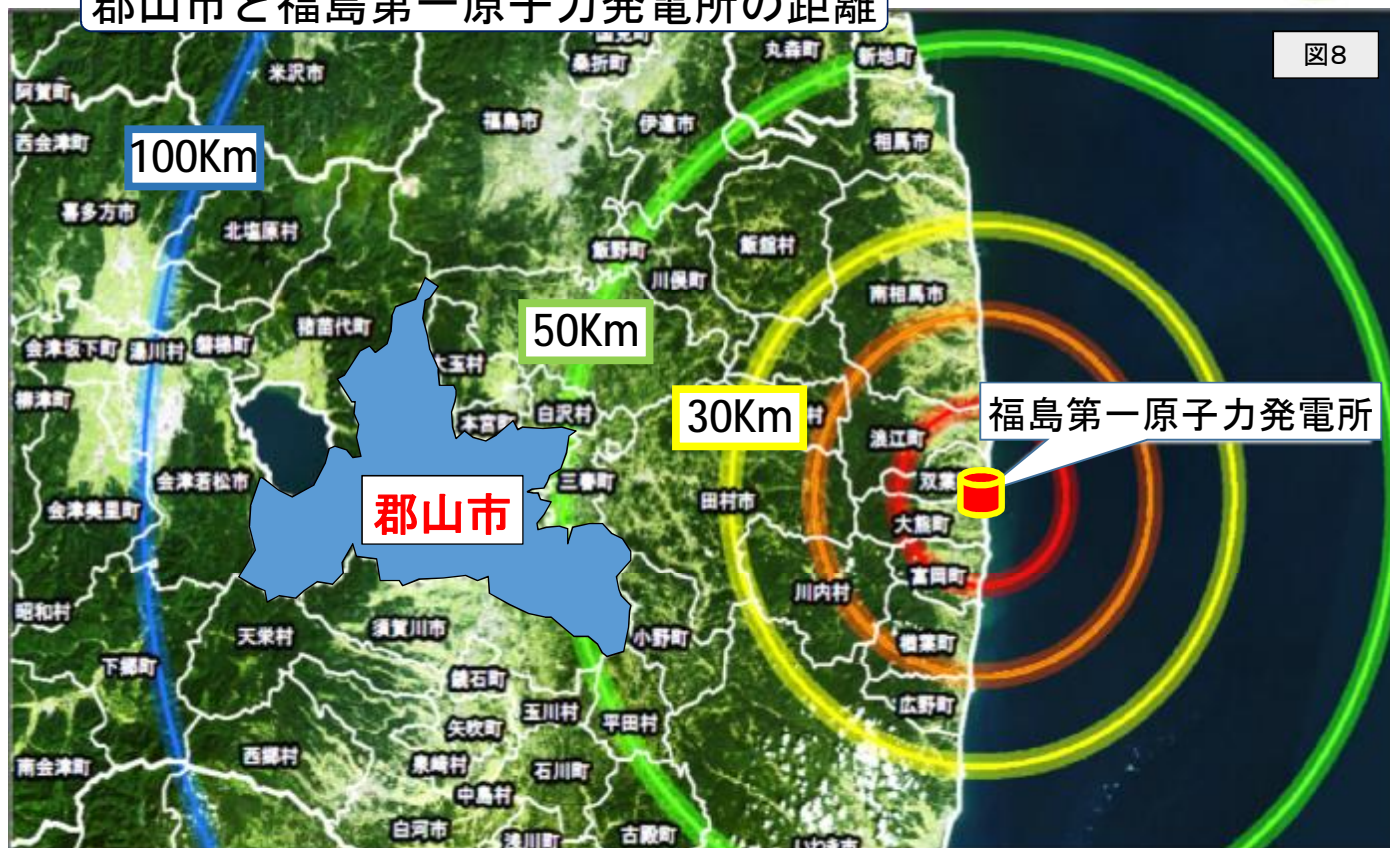 郡山市と福島第一原子力発電所の距離
図8
国見町
丸森町
新地町
桑折町
米沢市
阿賀町
福島市
伊達市
相馬市
西会津町
100Km
喜多方市
北塩原村
飯野町
飯舘村
川俣町
南相馬市
猪苗代町
50Km
会津坂下町
湯川村
磐梯町
大玉村
柳津町
本宮町
白沢村
30Km
村
福島第一原子力発電所
浪江町
会津若松市
三春町
双葉
郡山市
田村市
会津美里町
大熊町
富岡町
川内村
昭和村
天栄村
須賀川市
小野町
楢葉町
下郷町
鏡石町
広野町
玉川村
平田村
矢吹町
西郷村
南会津町
泉崎村
石川町
中島村
白河市
浅川町
古殿町
いわき市